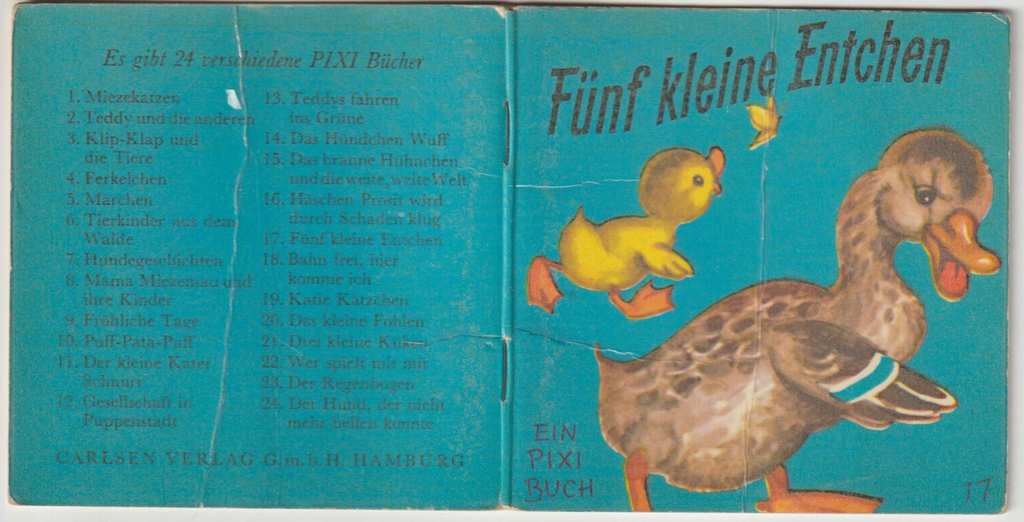 Es gibt 24 verschiedene PIXI Bücher
1. Miezekatzen
2. Teddy und die anderen
3. Klip-Klap und
die Tiere
4. Ferkelchen
5. Märchen
6. Tierkinder aus dem
Walde
7. Hundegeschichten
8. Mama Miezemau und
ihre Kinder
9. Fröhliche Tage
10. Puff-Pata-Puff
11. Der kleine Kater
Schnurr
12. Gesellschaft in
Puppenstadt
13. Teddys fahren
ins Grüne
14. Das Hündchen Wuff
15. Das braune Hühnchen
und die weite, weite Welt
16. Häschen Prosit wird
durch Schaden klug
17. Fünf kleine Entchen
18. Bahn frei, hier
komme ich
19. Katie Kätzchen
20. Das kleine Fohlen
21. Drei kleine Küken
22. Wer spielt mit mir
23. Der Regenbogen
24. Der Hund, der nicht
mehr bellen konnte
CARLSEN VERLAG G.m.b.H. HAMBURG
Fünf kleine Entchen
EIN
PIXI
BUCH
17